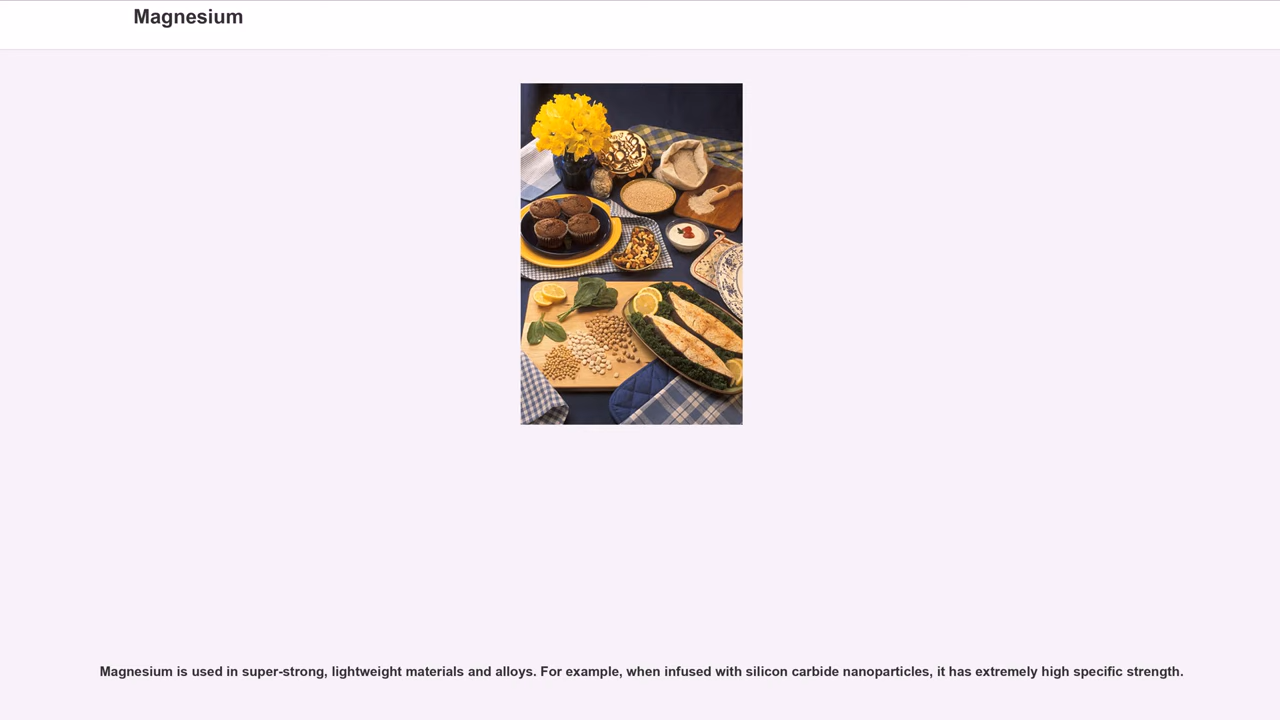 Magnesium
Magnesium is used in super-strong, lightweight materials and alloys. For example, when infused with silicon carbide nanoparticles, it has extremely high specific strength.